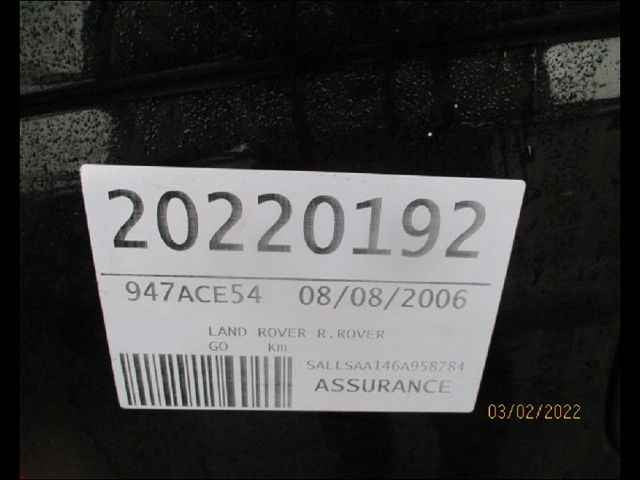 20220192
947ACE54 08/08/2006
LAND ROVER R.ROVER
GO Km
SALLSAA146A958784
ASSURANCE
03/02/2022